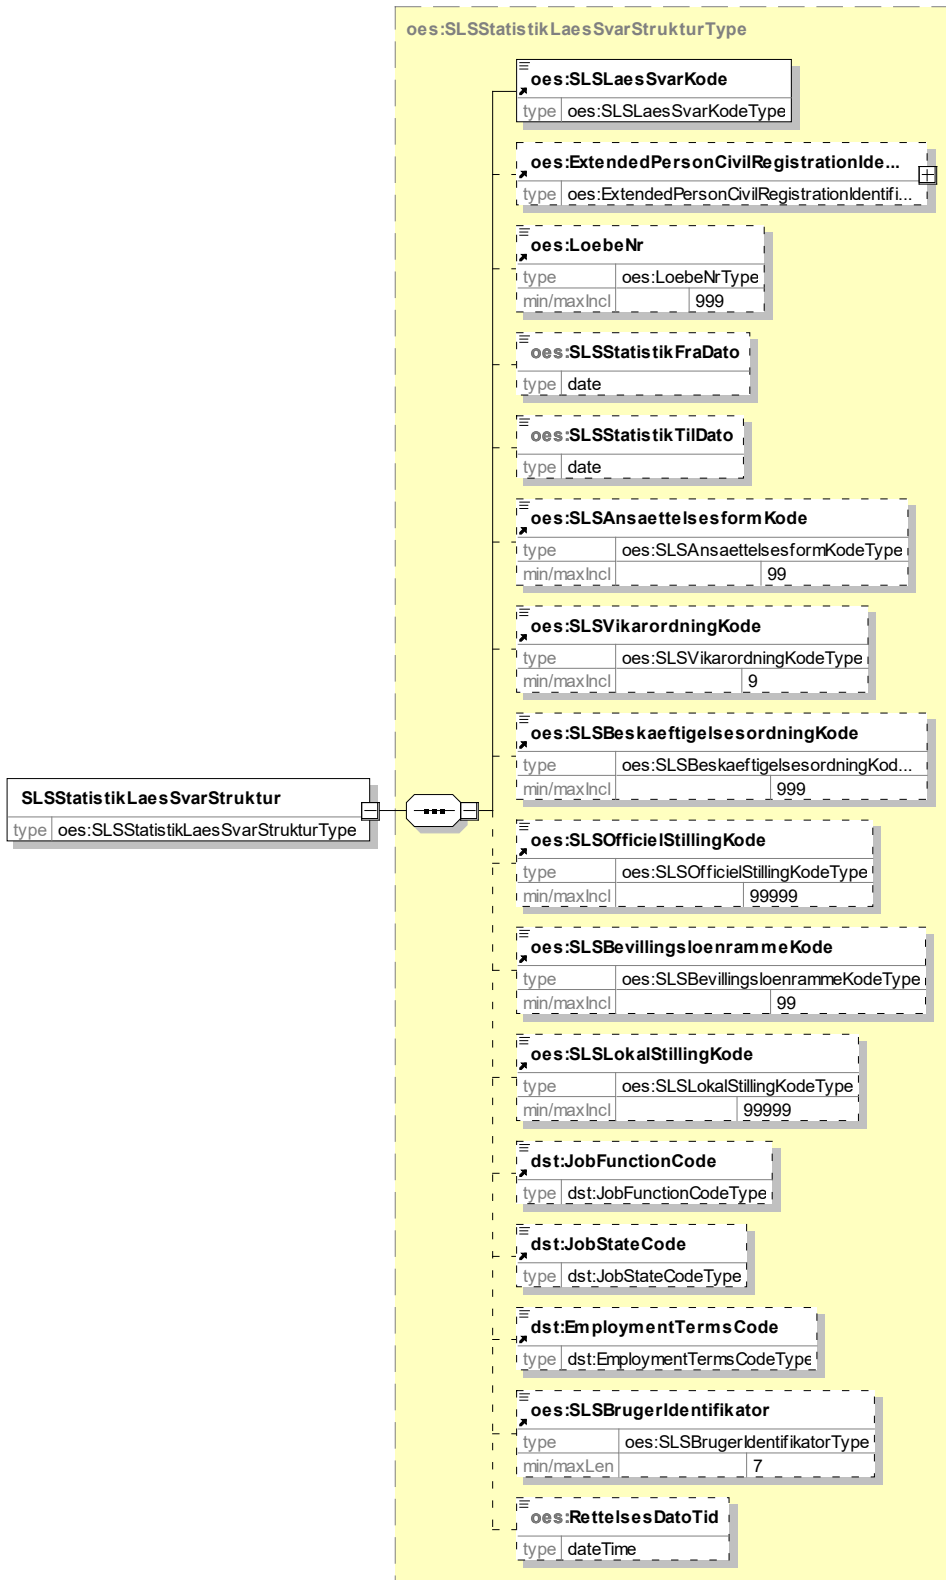 oes:SLSStatistikLaesSvarStrukturType
oes:SLSLaesSvarKode
type oes:SLSLaesSvarKodeType
oes:ExtendedPersonCivilRegistrationIde...
type oes:ExtendedPersonCivilRegistrationIdentifi...
oes:LoebeNr
type oes:LoebeNrType
min/maxIncl 999
oes:SLSStatistikFraDato
type date
oes:SLSStatistikTilDato
type date
oes:SLSAnsaettelsesformKode
type oes:SLSAnsaettelsesformKodeType
min/maxIncl 99
oes:SLSVikarordningKode
type oes:SLSVikarordningKodeType
min/maxIncl 9
oes:SLSBeskaeftigelsesordningKode
type oes:SLSBeskaeftigelsesordningKod...
min/maxIncl 999
SLSStatistikLaesSvarStruktur
type oes:SLSStatistikLaesSvarStrukturType
oes:SLSOfficielStillingKode
type oes:SLSOfficielStillingKodeType
min/maxIncl 99999
oes:SLSBevillingsloenrammeKode
type oes:SLSBevillingsloenrammeKodeType
min/maxIncl 99
oes:SLSLokalStillingKode
type oes:SLSLokalStillingKodeType
min/maxIncl 99999
dst:JobFunctionCode
type dst:JobFunctionCodeType
dst:JobStateCode
type dst:JobStateCodeType
dst:EmploymentTermsCode
type dst:EmploymentTermsCodeType
oes:SLSBrugerIdentifikator
type oes:SLSBrugerIdentifikatorType
min/maxLen 7
oes:RettelsesDatoTid
type dateTime